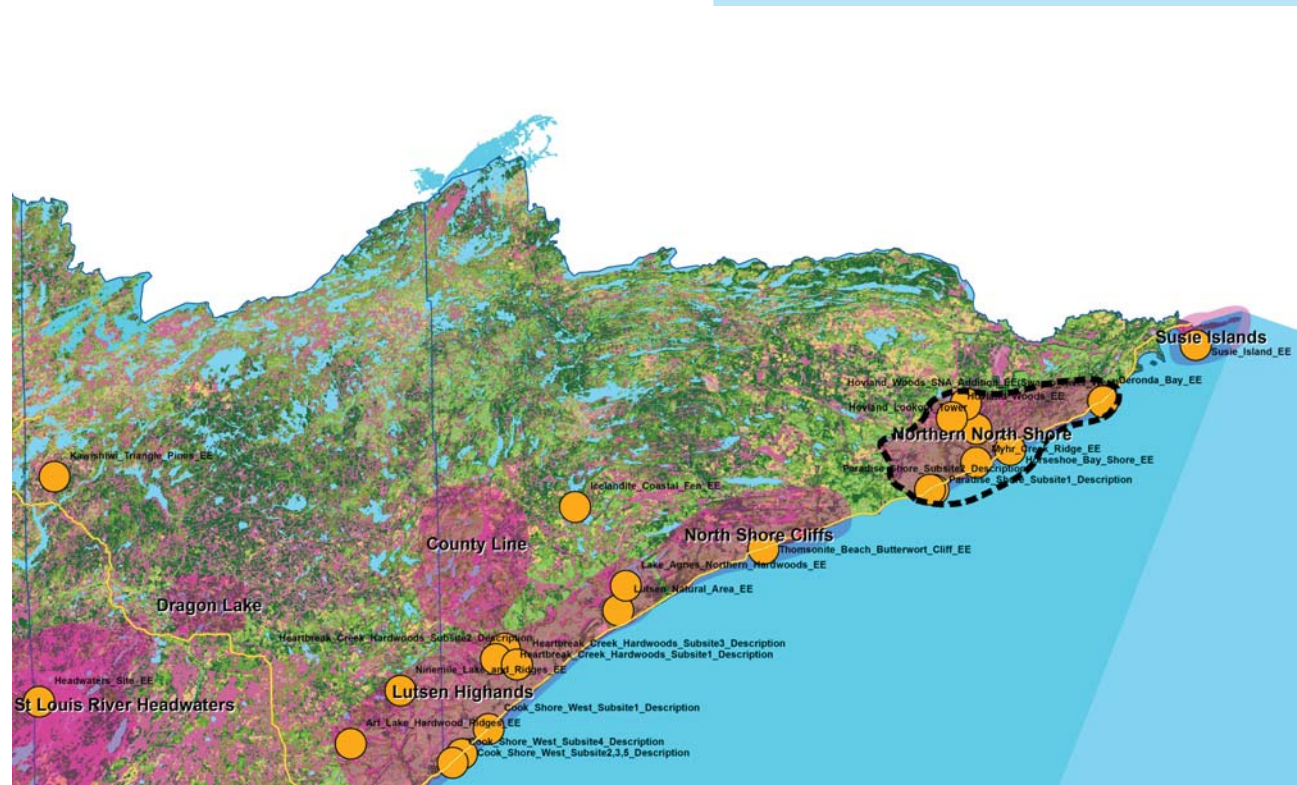 Susie Islands
Susie_Island_EE
Hovland_Woods_SNA_Addition_EE
Deronda_Bay_EE
Hovland_Woods_EE
Hovland_Lookout_Tower
Northern North Shore
Myhr_Creek_Ridge_EE
Horseshoe_Bay_Shore_EE
Kawishiwi_Triangle_Pines_EE
Paradise_Shore_Subsite2_Description
Paradise_Shore_Subsite1_Description
Icelandite_Coastal_Fen_EE
North Shore Cliffs
County Line
Thomsonite_Beach_Butterwort_Cliff_EE
Lake_Agnes_Northern_Hardwoods_EE
Lutsen_Natural_Area_EE
Dragon Lake
Heartbreak_Creek_Hardwoods_Subsite2_Description
Heartbreak_Creek_Hardwoods_Subsite3_Description
Heartbreak_Creek_Hardwoods_Subsite1_Description
Ninemile_Lake_and_Ridges_EE
Headwaters_Site_EE
Lutsen Highands
St Louis River Headwaters
Cook_Shore_West_Subsite1_Description
Art_Lake_Hardwood_Ridges_EE
Cook_Shore_West_Subsite4_Description
Cook_Shore_West_Subsite2,3,5_Description